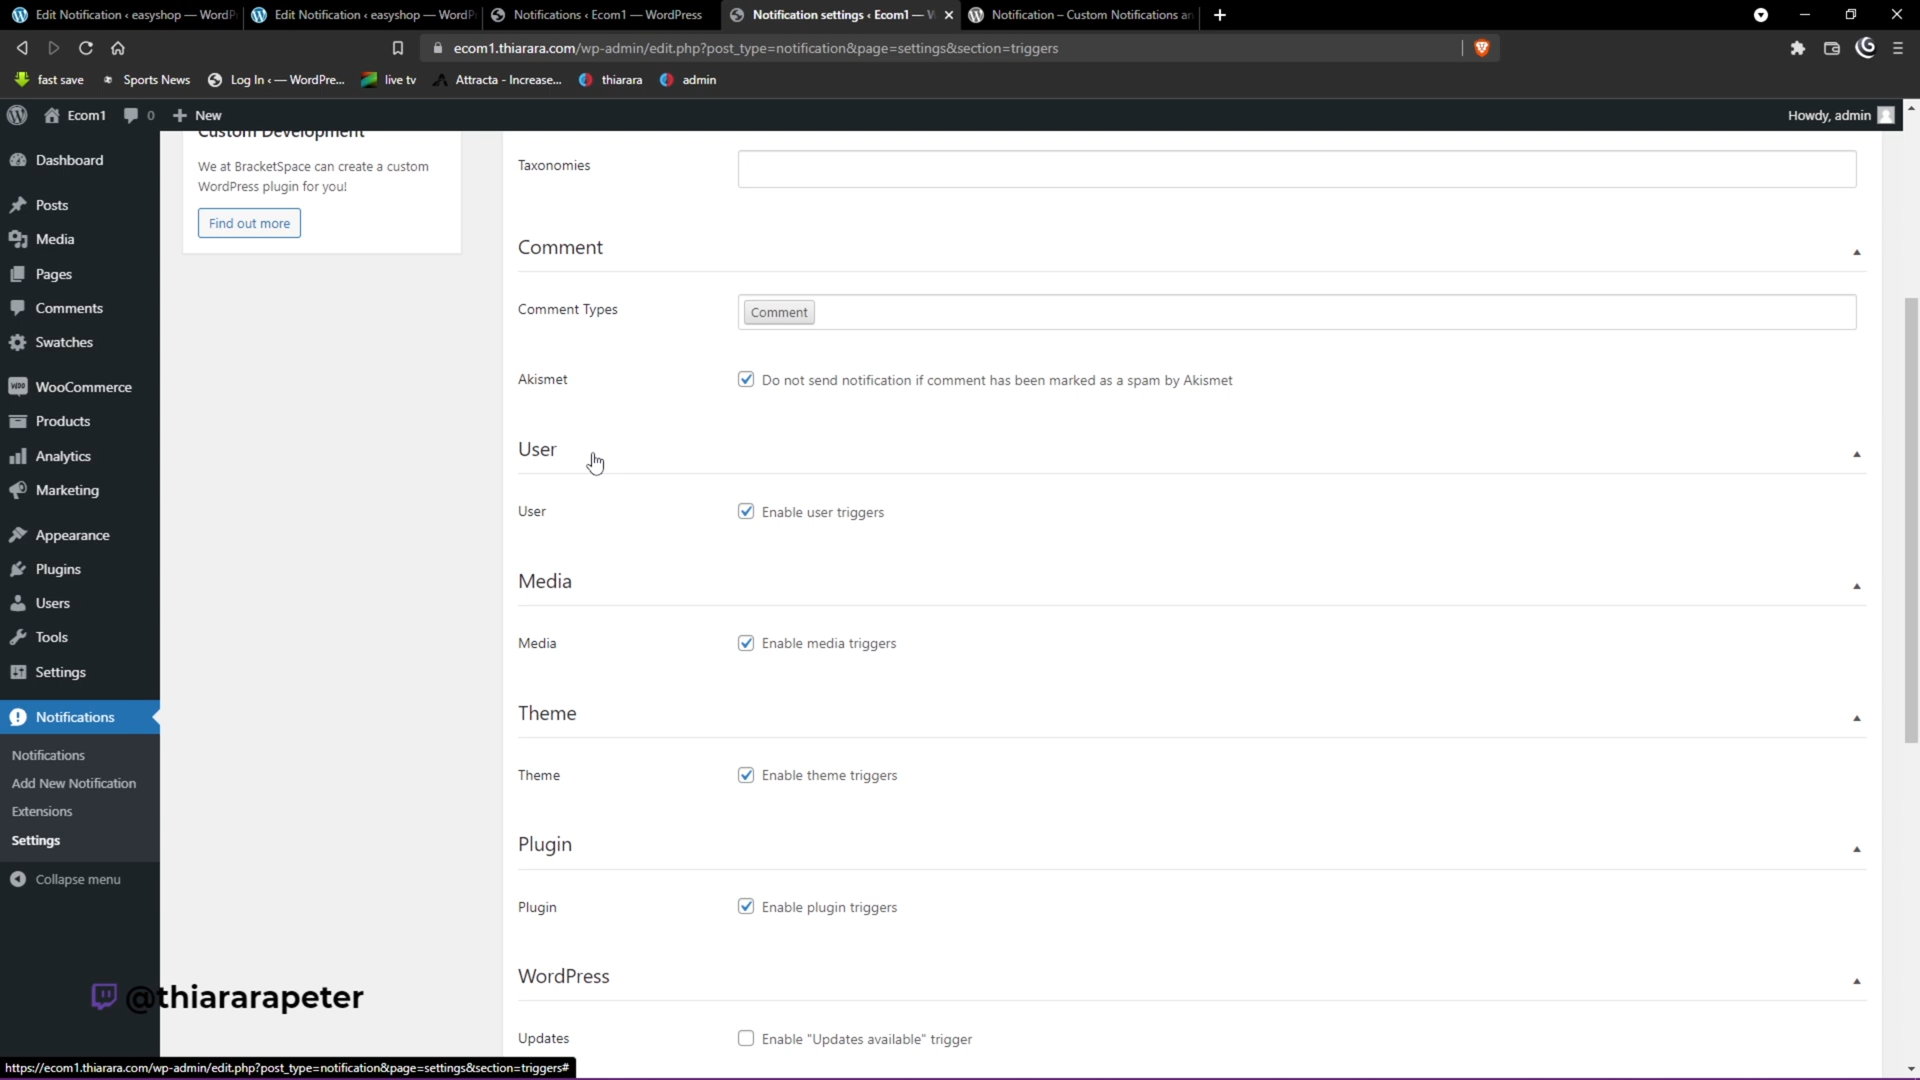 Edit Notification ‹ easyshop — WordP
Edit Notification ‹ easyshop — WordP
Notifications ‹ Ecom1 — WordPress
Notification settings ‹ Ecom1 — W
Notification – Custom Notifications an
ecom1.thiarara.com/wp-admin/edit.php?post_type=notification&page=settings&section=triggers
fast save
Sports News
Log In ‹ — WordPre...
live tv
Attracta - Increase...
thiarara
admin
Ecom1
0
New
Howdy, admin
Dashboard
Posts
Media
Pages
Comments
Swatches
WooCommerce
Products
Analytics
Marketing
Appearance
Plugins
Users
Tools
Settings
Notifications
Notifications
Add New Notification
Extensions
Settings
Collapse menu
Custom Development
We at BracketSpace can create a custom
WordPress plugin for you!
Find out more
Taxonomies
Comment
Comment Types
Comment
Akismet
Do not send notification if comment has been marked as a spam by Akismet
User
User
Enable user triggers
Media
Media
Enable media triggers
Theme
Theme
Enable theme triggers
Plugin
Plugin
Enable plugin triggers
WordPress
Updates
Enable "Updates available" trigger
@thiararapeter
https://ecom1.thiarara.com/wp-admin/edit.php?post_type=notification&page=settings&section=triggers#